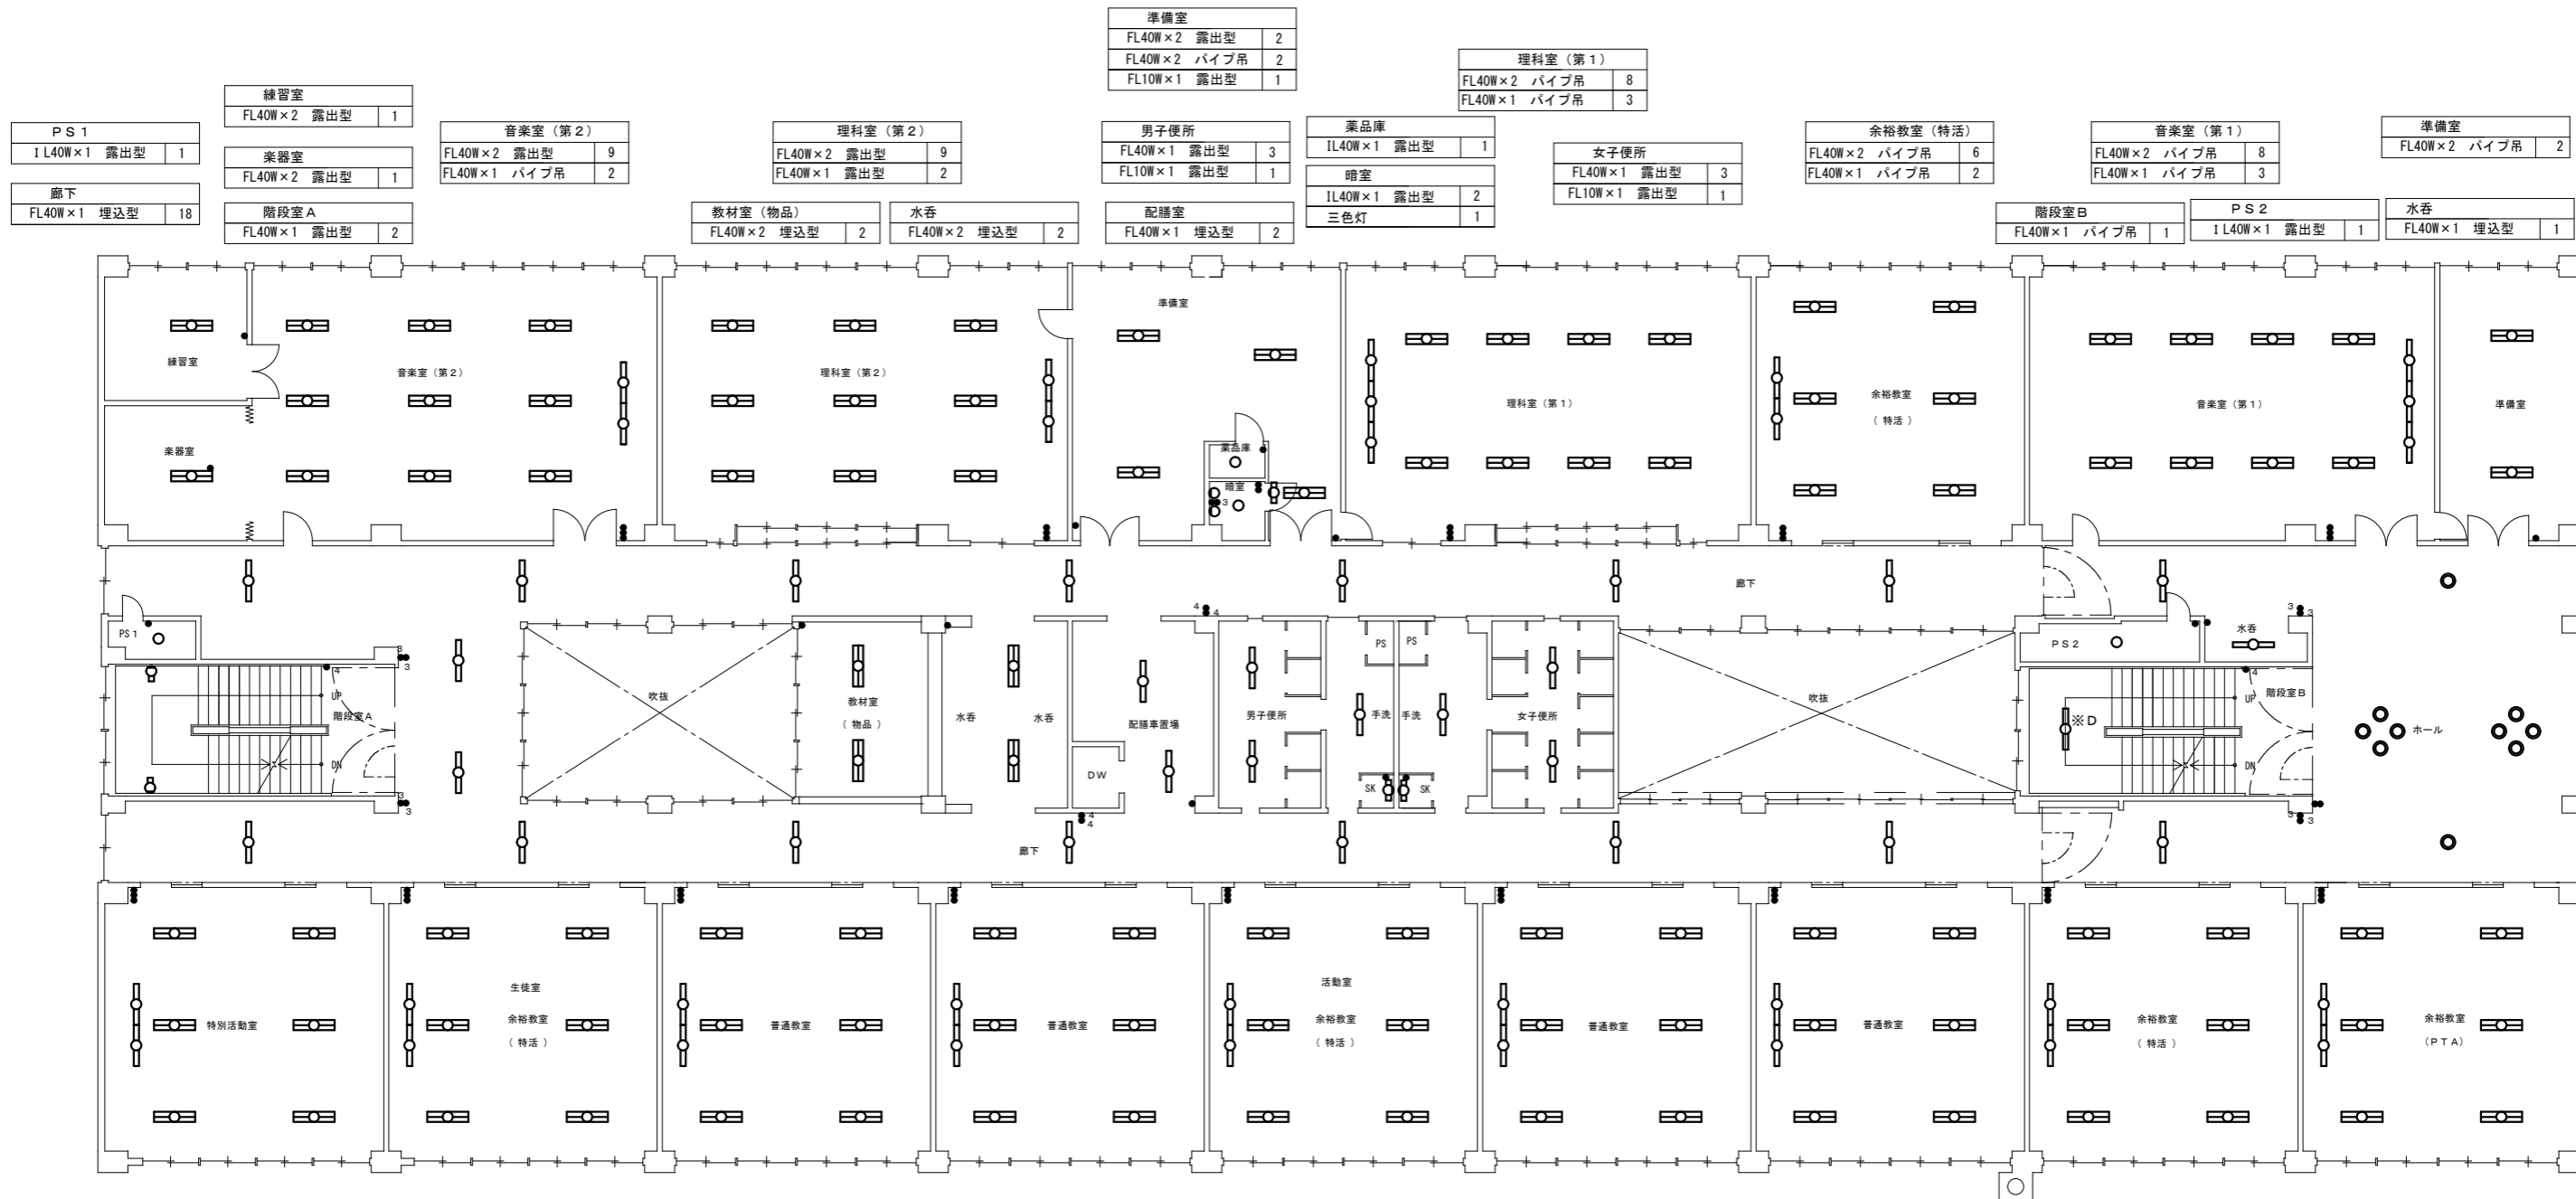 準備室
FL40W×2 露出型 2
FL40W×2 パイプ吊 2
FL10W×1 露出型 1
理科室（第1）
FL40W×2 パイプ吊 8
FL40W×1 パイプ吊 3
練習室
FL40W×2 露出型 1
PS1
IL40W×1 露出型 1
音楽室（第2）
FL40W×2 露出型 9
FL40W×1 パイプ吊 2
理科室（第2）
FL40W×2 露出型 9
FL40W×1 露出型 2
男子便所
FL40W×1 露出型 3
FL10W×1 露出型 1
薬品庫
IL40W×1 露出型 1
余裕教室（特活）
FL40W×2 パイプ吊 6
FL40W×1 パイプ吊 2
音楽室（第1）
FL40W×2 パイプ吊 8
FL40W×1 パイプ吊 3
準備室
FL40W×2 パイプ吊 2
楽器室
FL40W×2 露出型 1
女子便所
FL40W×1 露出型 3
FL10W×1 露出型 1
暗室
IL40W×1 露出型 2
三色灯 1
廊下
FL40W×1 埋込型 18
階段室A
FL40W×1 露出型 2
教材室（物品）
FL40W×2 埋込型 2
水呑
FL40W×2 埋込型 2
配膳室
FL40W×1 埋込型 2
階段室B
FL40W×1 パイプ吊 1
PS2
IL40W×1 露出型 1
水呑
FL40W×1 埋込型 1
準備室
練習室
音楽室（第2）
理科室（第2）
理科室（第1）
余裕教室
（特活）
音楽室（第1）
準備室
楽器室
薬品庫
暗室
3
廊下
PS1
4
4
PS
PS
PS2
水呑
3
3
3
3
4
UP
階段室A
DN
3
3
吹抜
教材室
（物品）
水呑
水呑
配膳車置場
DW
4
4
男子便所
手洗
手洗
SK
SK
女子便所
吹抜
※D
4
UP
階段室B
DN
3
3
ホール
廊下
特別活動室
生徒室
余裕教室
（特活）
普通教室
普通教室
活動室
余裕教室
（特活）
普通教室
普通教室
余裕教室
（特活）
余裕教室
（PTA）